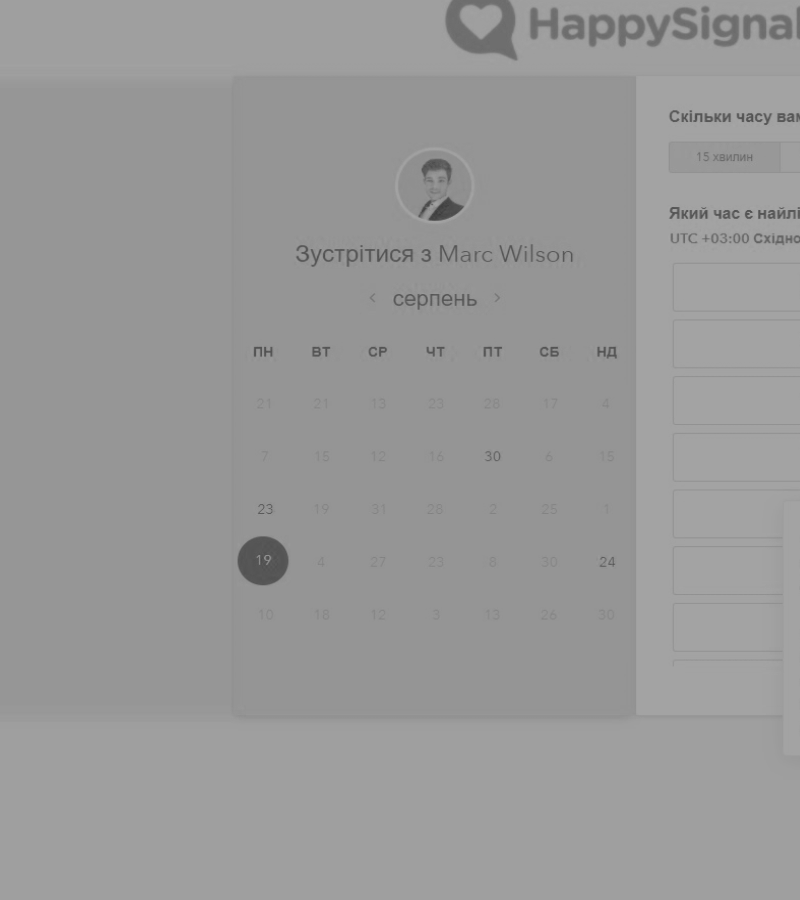 HappySignal
Зустрітися з Marc Wilson
серпень
ПН ВТ СР ЧТ ПТ СБ НД
21 21 13 23 28 17 4
7 15 12 16 30 6 15
23 19 31 28 2 25 1
19 4 27 23 8 30 24
10 18 12 3 13 26 30
Скільки часу вам
15 хвилин
Який час є найлі
UTC +03:00 Східно